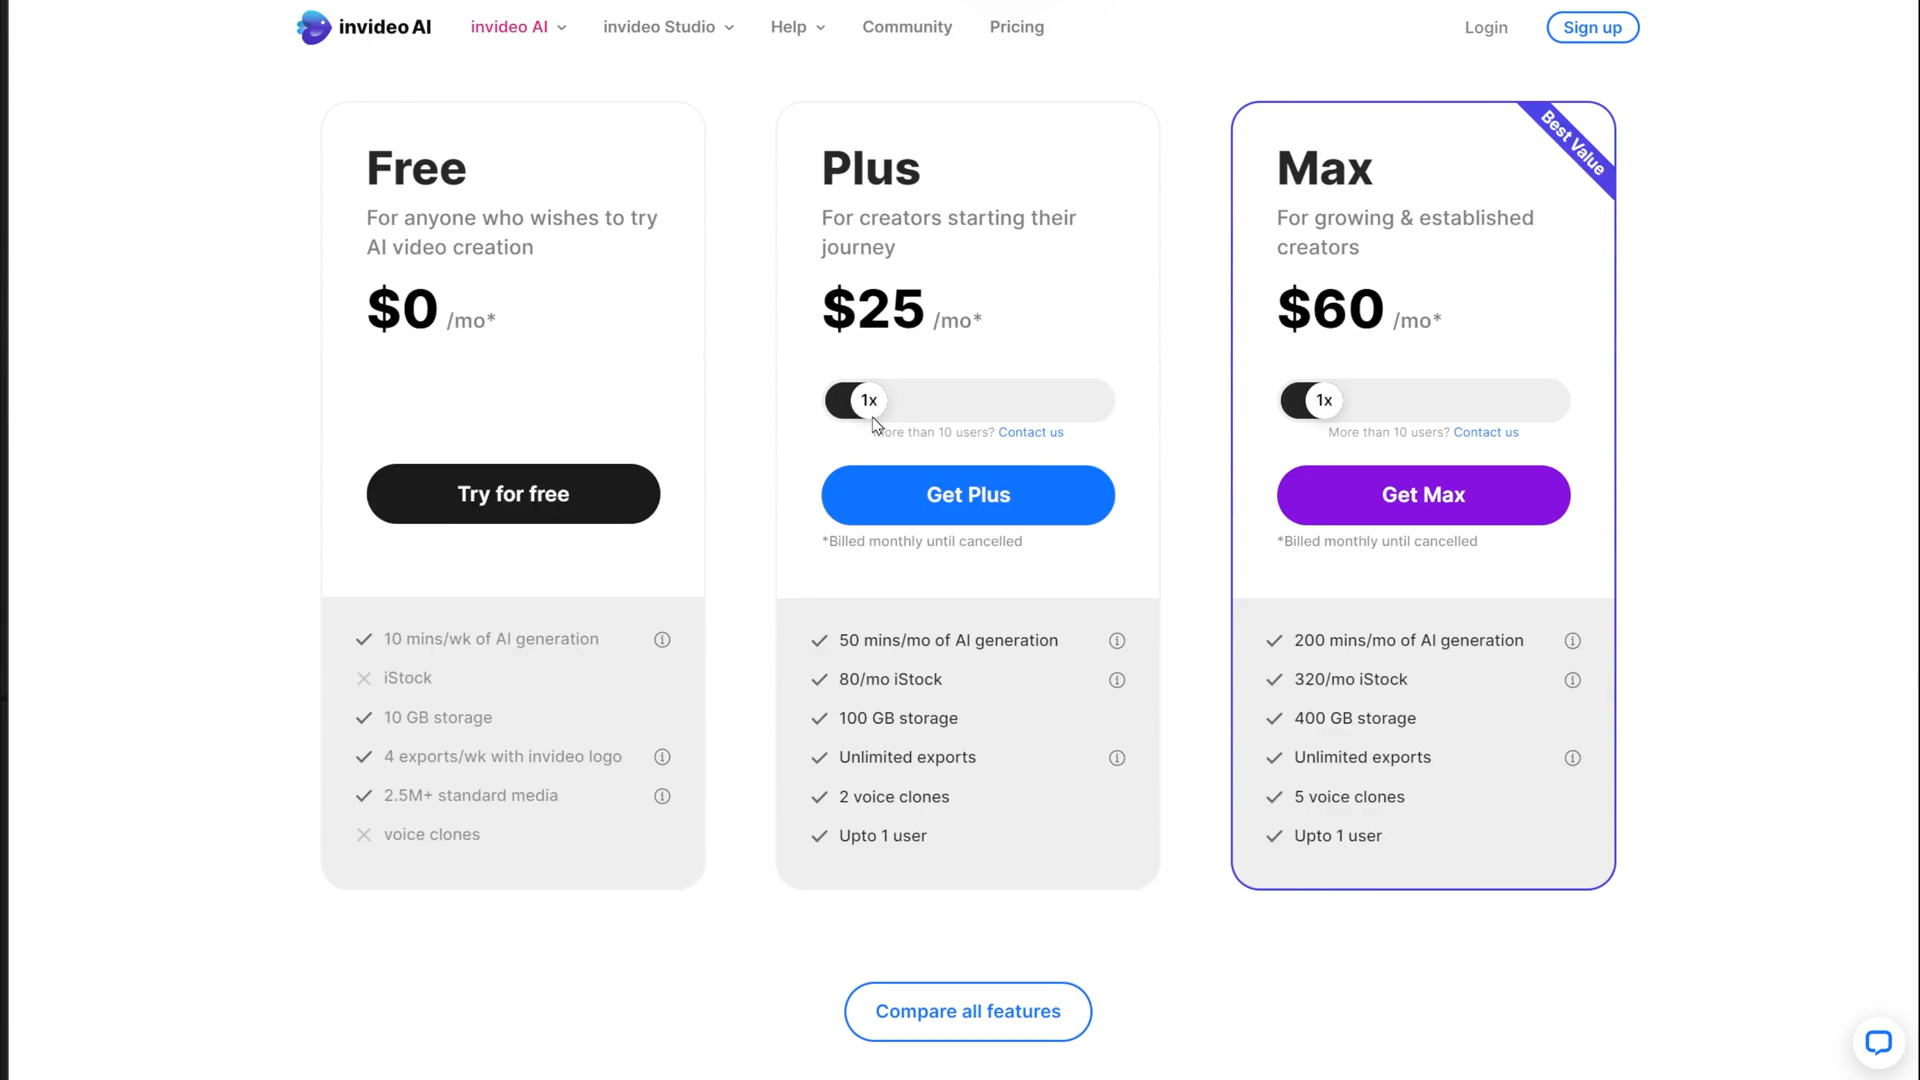 invideo AI
invideo AI
invideo Studio
Help
Community
Pricing
Login
Sign up
Free
For anyone who wishes to try
AI video creation
$0 /mo*
Try for free
10 mins/wk of AI generation
iStock
10 GB storage
4 exports/wk with invideo logo
2.5M+ standard media
voice clones
Plus
For creators starting their
journey
$25 /mo*
1x
More than 10 users? Contact us
Get Plus
*Billed monthly until cancelled
50 mins/mo of AI generation
80/mo iStock
100 GB storage
Unlimited exports
2 voice clones
Upto 1 user
Best Value
Max
For growing & established
creators
$60 /mo*
1x
More than 10 users? Contact us
Get Max
*Billed monthly until cancelled
200 mins/mo of AI generation
320/mo iStock
400 GB storage
Unlimited exports
5 voice clones
Upto 1 user
Compare all features